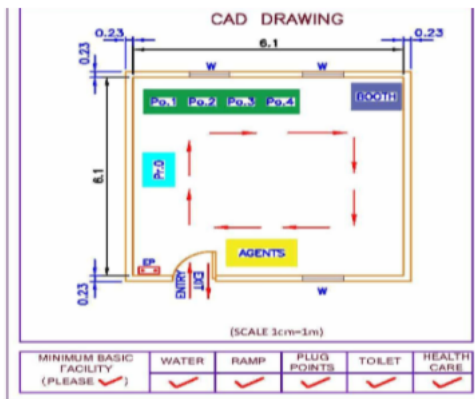 CAD DRAWING
0.23 6.1 0.23
0.23
W W
Po.1 Po.2 Po.3 Po.4 BOOTH
6.1
Pr.O
AGENTS
EP
ENTRY EXIT
0.23
W
(SCALE 1cm=1m)
MINIMUM BASIC FACILITY (PLEASE ✓) WATER RAMP PLUG POINTS TOILET HEALTH CARE
✓ ✓ ✓ ✓ ✓